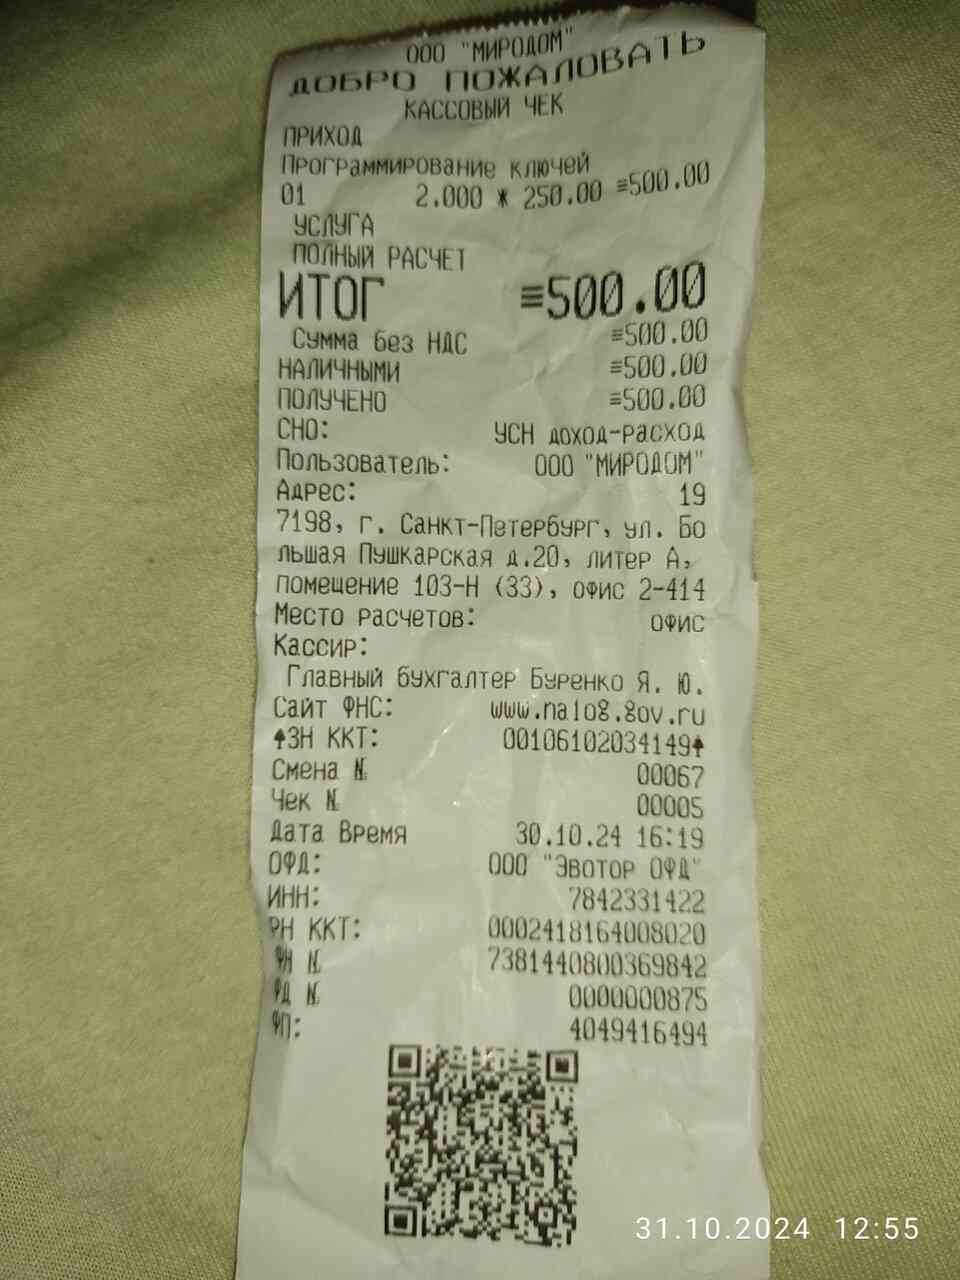 ООО "МИРОДОМ"
ДОБРО ПОЖАЛОВАТЬ
КАССОВЫЙ ЧЕК
ПРИХОД
Программирование ключей
01 2.000 * 250.00 ≡500.00
УСЛУГА
ПОЛНЫЙ РАСЧЕТ
ИТОГ ≡500.00
Сумма без НДС ≡500.00
НАЛИЧНЫМИ ≡500.00
ПОЛУЧЕНО ≡500.00
СНО: УСН доход-расход
Пользователь: ООО "МИРОДОМ"
Адрес: 19
7198, г. Санкт-Петербург, ул. Бо
льшая Пушкарская д.20, литер А,
помещение 103-Н (33), офис 2-414
Место расчетов: офис
Кассир:
Главный бухгалтер Буренко Я. Ю.
Сайт ФНС: www.nalog.gov.ru
♠ЗН ККТ: 00106102034149♠
Смена № 00067
Чек № 00005
Дата Время 30.10.24 16:19
ОФД: ООО "Эвотор ОФД"
ИНН: 7842331422
РН ККТ: 0002418164008020
ФН № 7381440800369842
ФД № 0000000875
ФП: 4049416494
31.10.2024 12:55